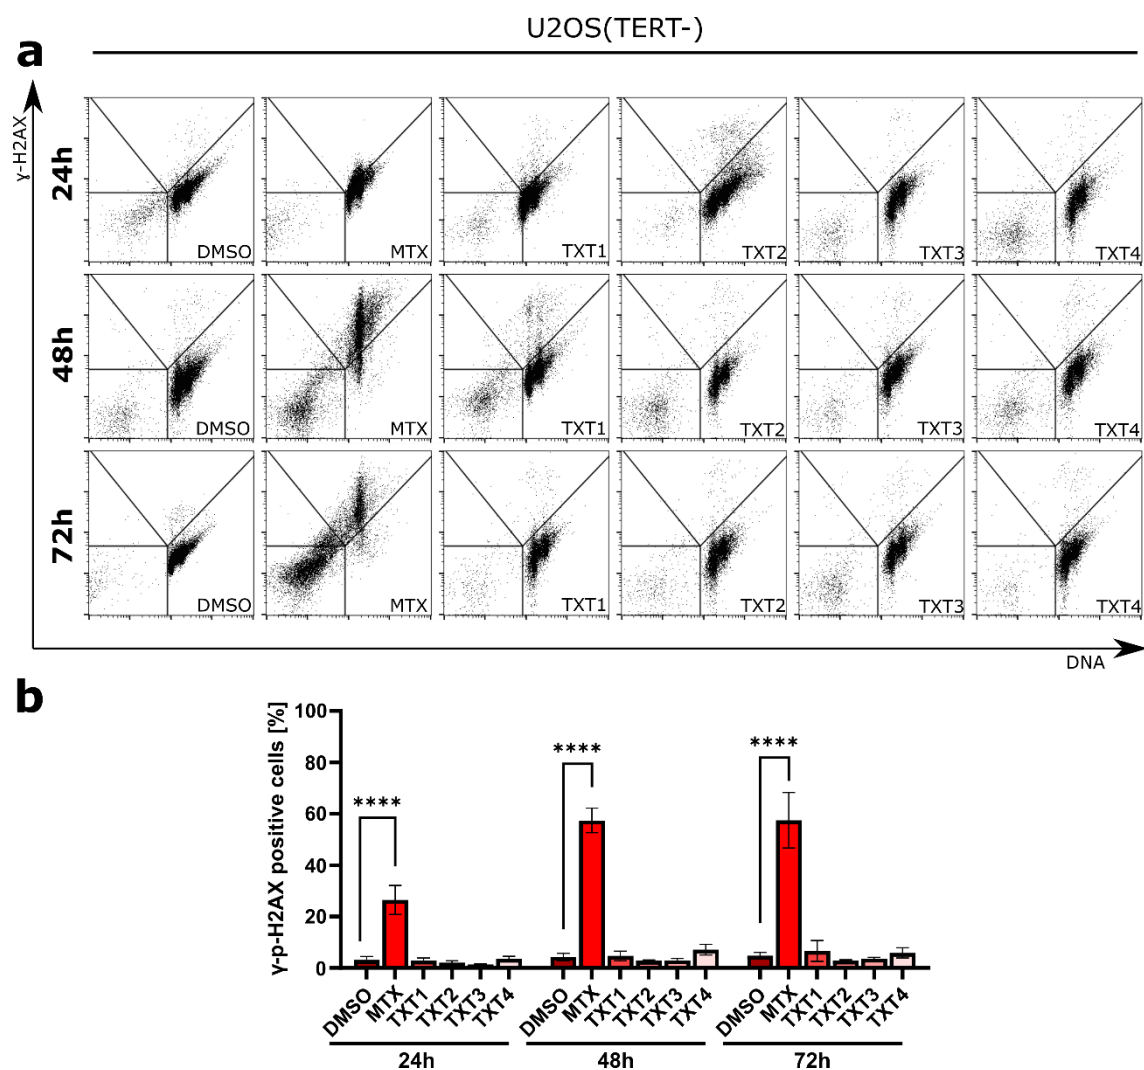 U2OS(TERT-)
a
γ-H2AX
24h
DMSO
MTX
TXT1
TXT2
TXT3
TXT4
48h
DMSO
MTX
TXT1
TXT2
TXT3
TXT4
72h
DMSO
MTX
TXT1
TXT2
TXT3
TXT4
DNA
b
γ-p-H2AX positive cells [%]
100
80
60
40
20
0
****
****
****
DMSO
MTX
TXT1
TXT2
TXT3
TXT4
DMSO
MTX
TXT1
TXT2
TXT3
TXT4
DMSO
MTX
TXT1
TXT2
TXT3
TXT4
24h
48h
72h